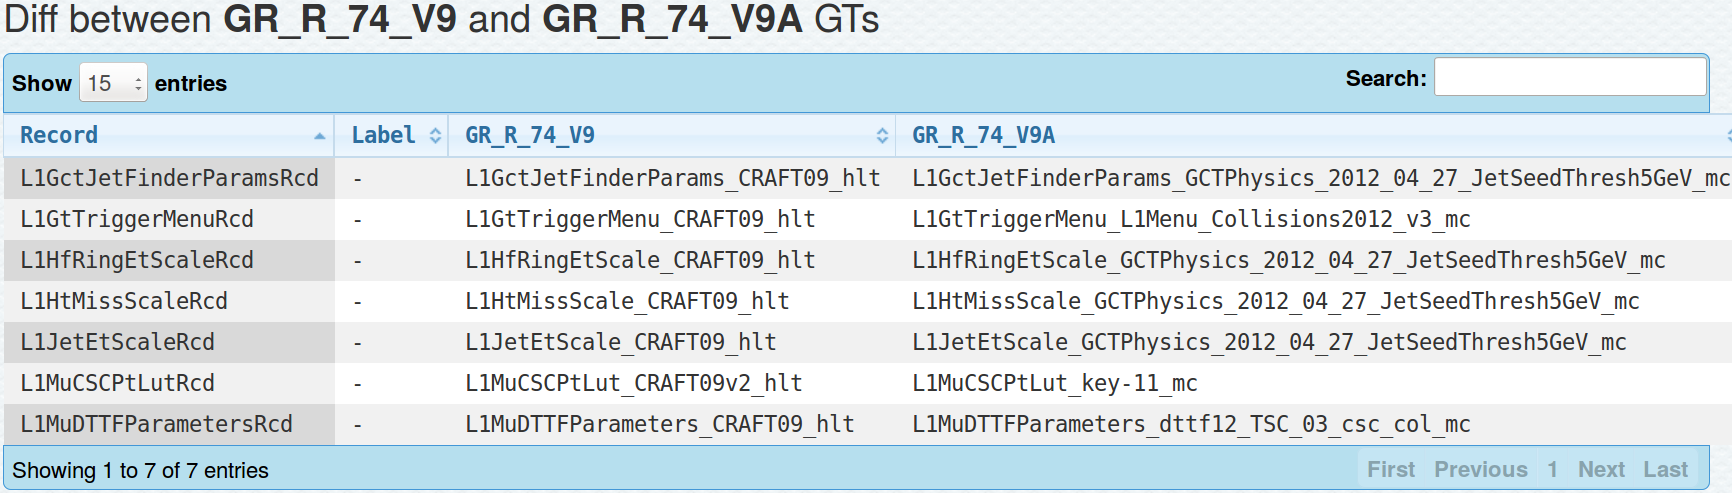 Diff between GR_R_74_V9 and GR_R_74_V9A GTs
Show 15 entries Search:
Record Label GR_R_74_V9 GR_R_74_V9A
L1GctJetFinderParamsRcd - L1GctJetFinderParams_CRAFT09_hlt L1GctJetFinderParams_GCTPhysics_2012_04_27_JetSeedThresh5GeV_mc
L1GtTriggerMenuRcd - L1GtTriggerMenu_CRAFT09_hlt L1GtTriggerMenu_L1Menu_Collisions2012_v3_mc
L1HfRingEtScaleRcd - L1HfRingEtScale_CRAFT09_hlt L1HfRingEtScale_GCTPhysics_2012_04_27_JetSeedThresh5GeV_mc
L1HtMissScaleRcd - L1HtMissScale_CRAFT09_hlt L1HtMissScale_GCTPhysics_2012_04_27_JetSeedThresh5GeV_mc
L1JetEtScaleRcd - L1JetEtScale_CRAFT09_hlt L1JetEtScale_GCTPhysics_2012_04_27_JetSeedThresh5GeV_mc
L1MuCSCPtLutRcd - L1MuCSCPtLut_CRAFT09v2_hlt L1MuCSCPtLut_key-11_mc
L1MuDTTFParametersRcd - L1MuDTTFParameters_CRAFT09_hlt L1MuDTTFParameters_dttf12_TSC_03_csc_col_mc
Showing 1 to 7 of 7 entries First Previous 1 Next Last